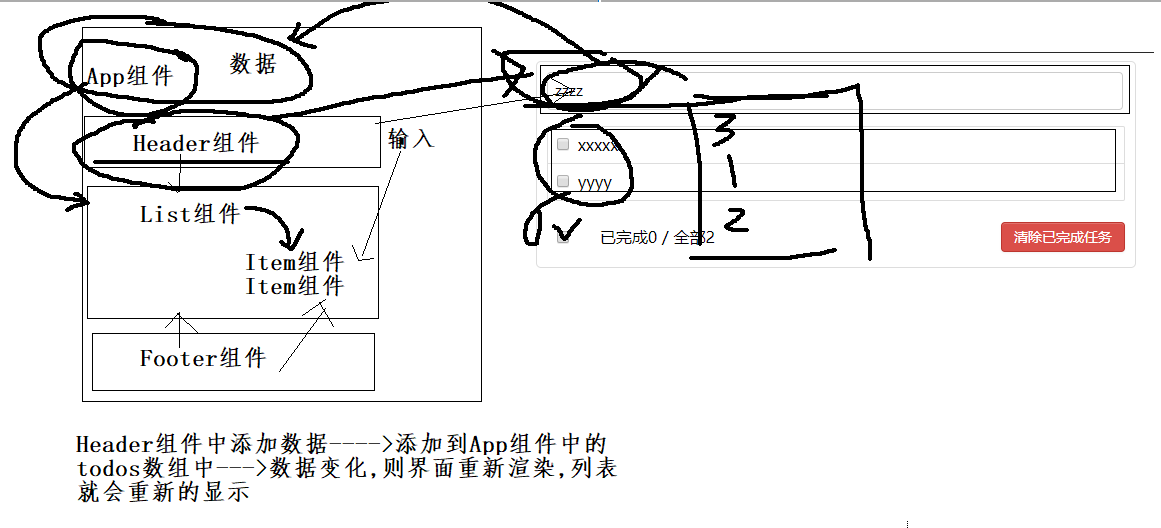 App组件
数据
Header组件
输入
List组件
Item组件
Item组件
Footer组件
zzzz
xxxxx
yyyy
3
1
2
已完成0 / 全部2
清除已完成任务
Header组件中添加数据---->添加到App组件中的
todos数组中--->数据变化,则界面重新渲染,列表
就会重新的显示